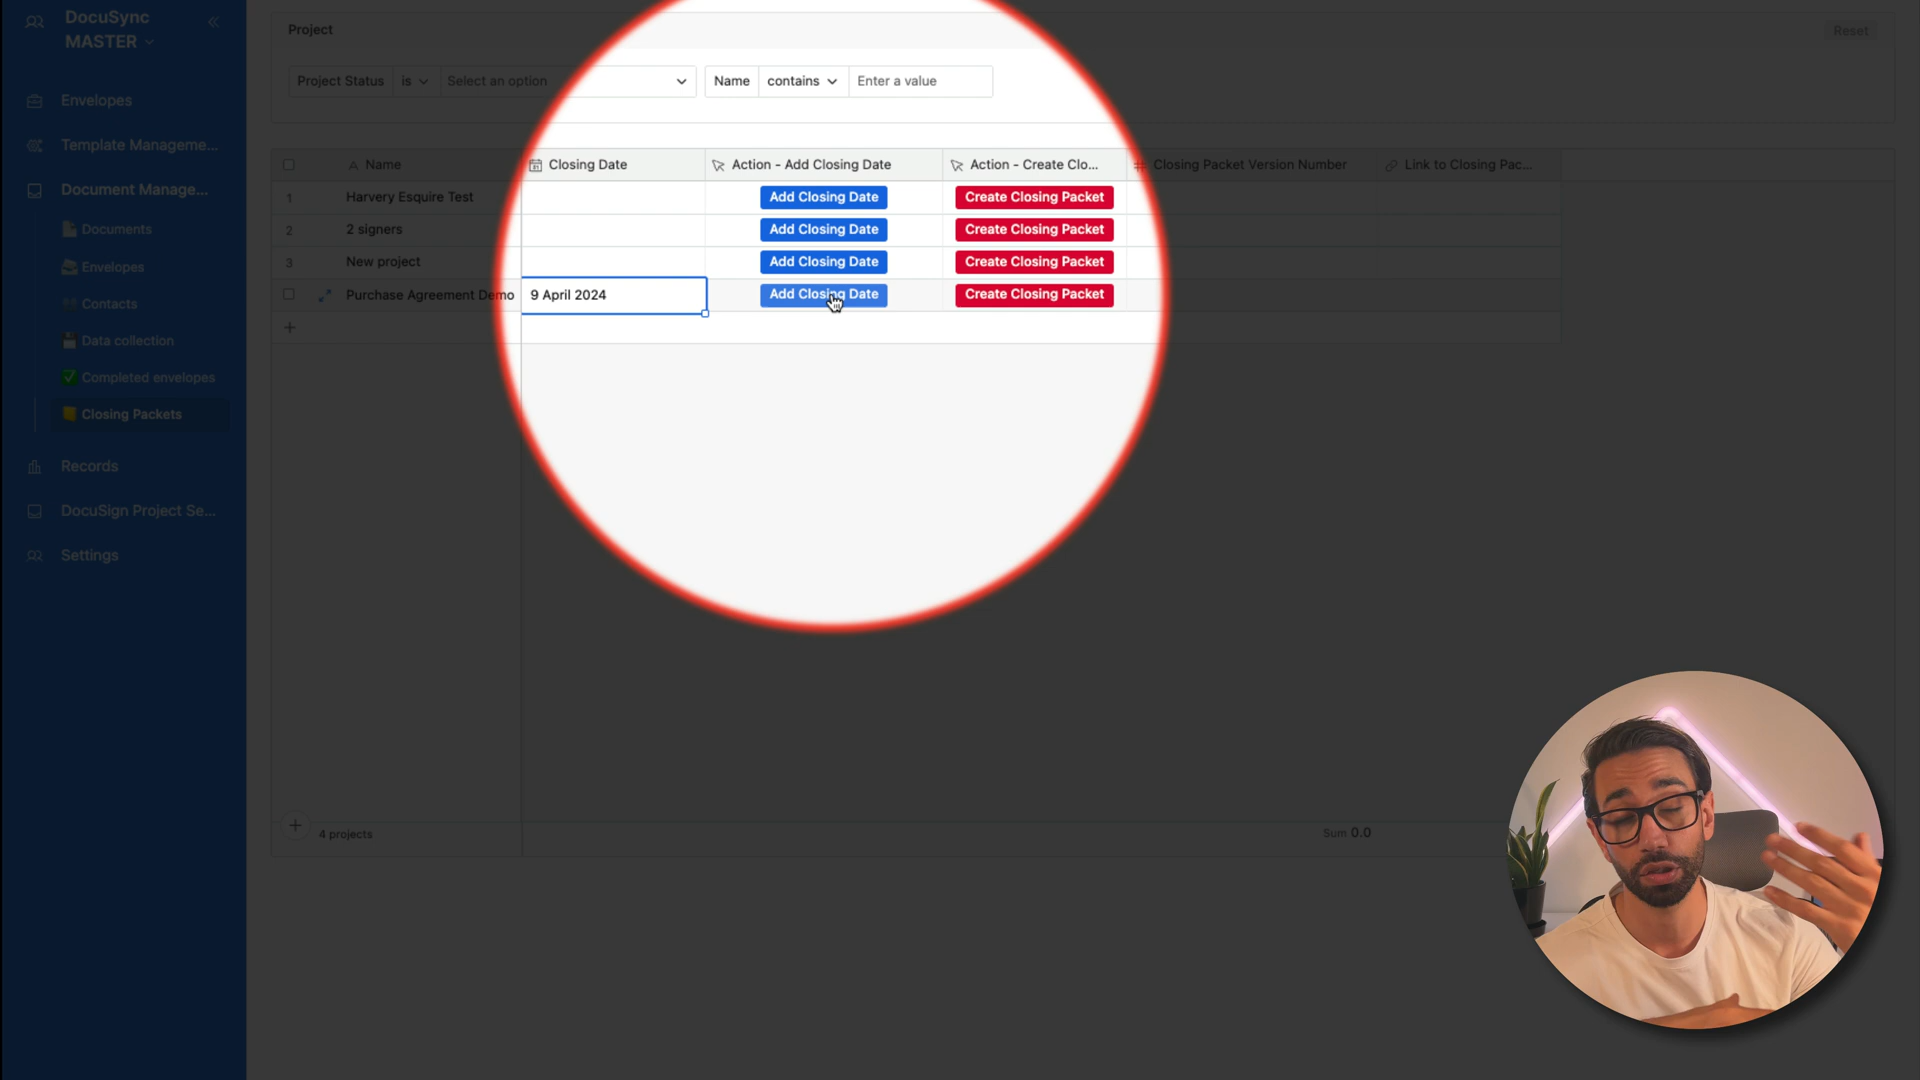 DocuSync
MASTER
Envelopes
Template Manageme...
Document Manage...
Documents
Envelopes
Contacts
Data collection
Completed envelopes
Closing Packets
Records
DocuSign Project Se...
Settings
Project
Reset
Project Status is Select an option Name contains Enter a value
Name Closing Date Action - Add Closing Date Action - Create Clo... Closing Packet Version Number Link to Closing Pac...
1 Harvery Esquire Test Add Closing Date Create Closing Packet
2 2 signers Add Closing Date Create Closing Packet
3 New project Add Closing Date Create Closing Packet
Purchase Agreement Demo 9 April 2024 Add Closing Date Create Closing Packet
4 projects
Sum 0.0